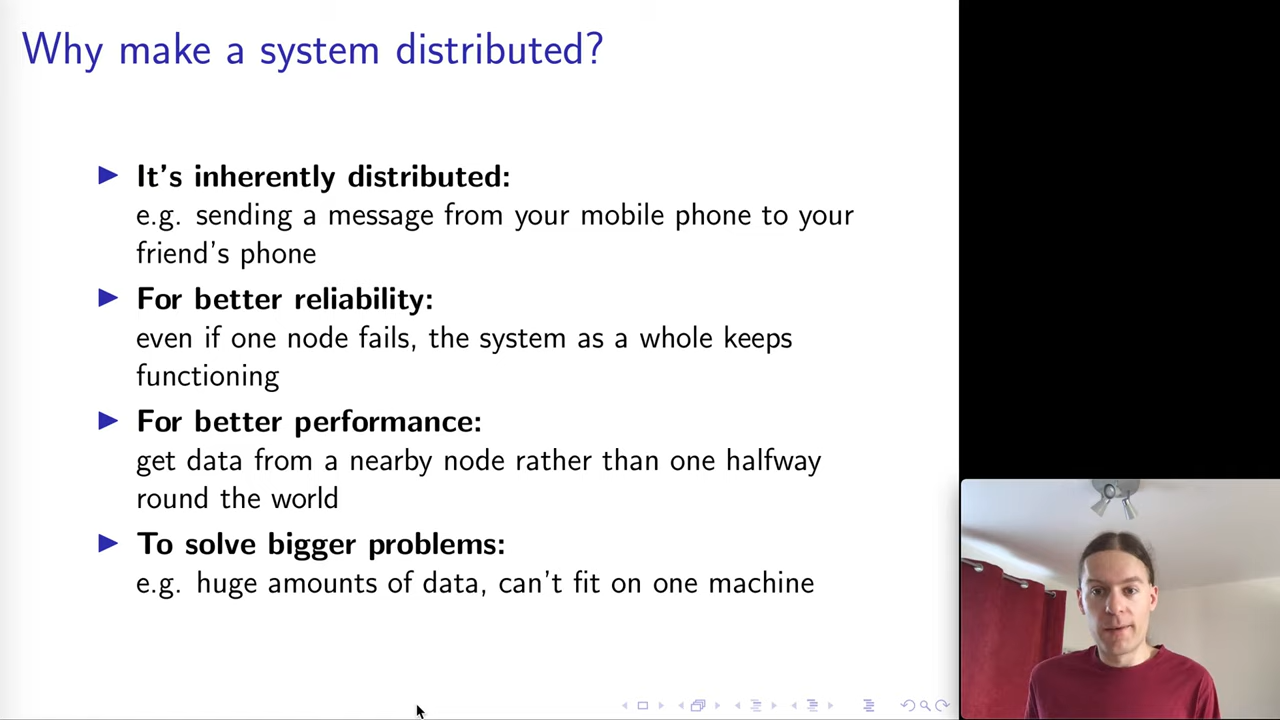 Why make a system distributed?
It's inherently distributed:
e.g. sending a message from your mobile phone to your
friend's phone
For better reliability:
even if one node fails, the system as a whole keeps
functioning
For better performance:
get data from a nearby node rather than one halfway
round the world
To solve bigger problems:
e.g. huge amounts of data, can't fit on one machine